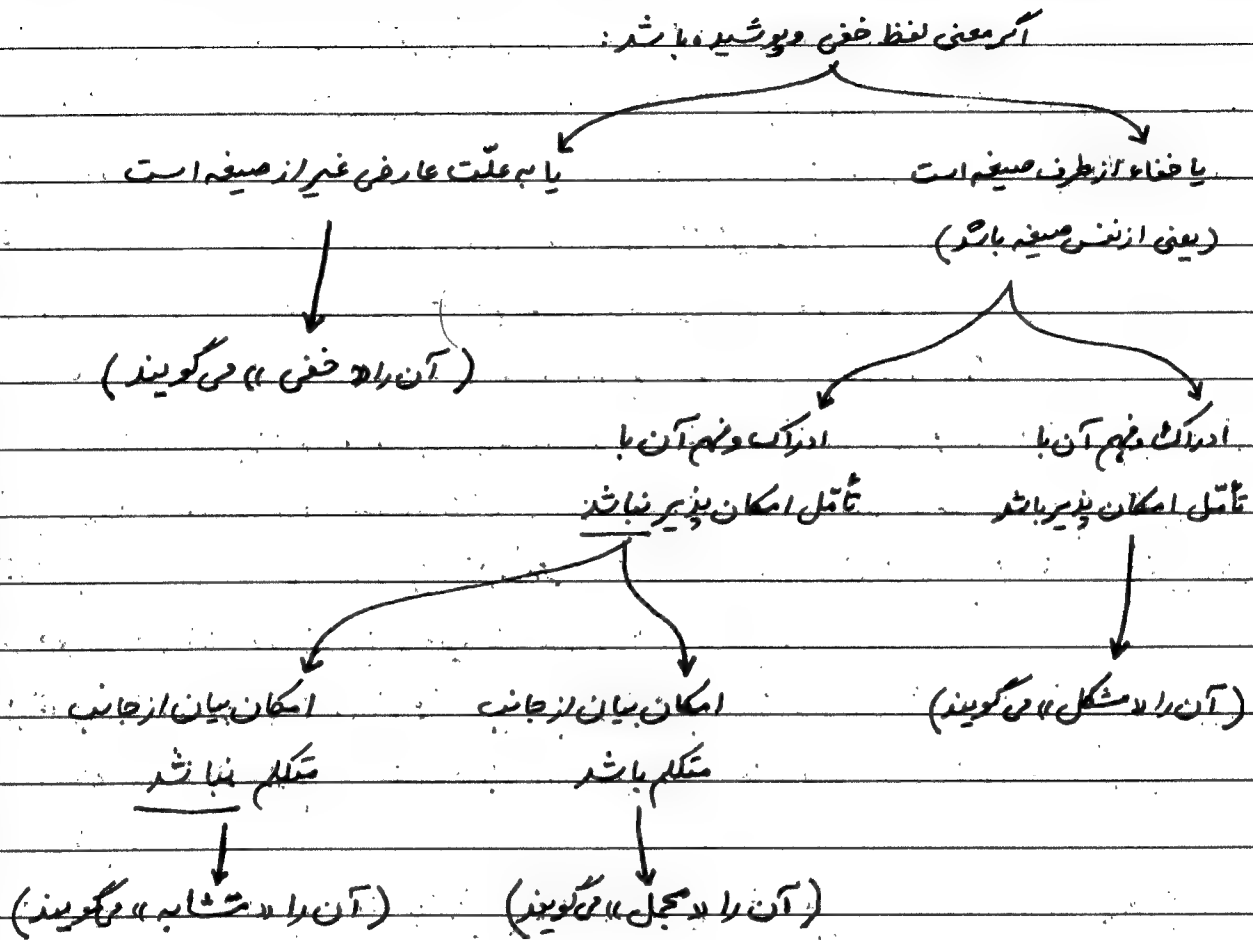 اگر معنی لفظ خفی و پوشیده باشد:
یا خفاء از طرف صیغه است
یا به علّت عارضی غیر از صیغه است
(یعنی از نفس صیغه باشد)
(آن را «خفی» می‌گویند)
ادراک و فهم آن با
ادراک و فهم آن با
تأمّل امکان پذیر باشد
تأمّل امکان پذیر نباشد
(آن را «مشکل» می‌گویند)
امکان بیان از جانب
امکان بیان از جانب
متکلم باشد
متکلم نباشد
(آن را «مجمل» می‌گویند)
(آن را «متشابه» می‌گویند)